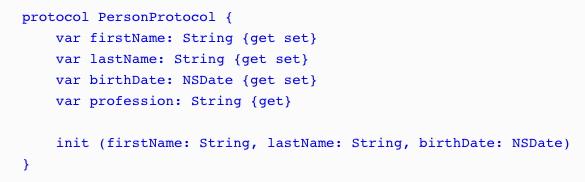 protocol PersonProtocol {
    var firstName: String {get set}
    var lastName: String {get set}
    var birthDate: NSDate {get set}
    var profession: String {get}

    init (firstName: String, lastName: String, birthDate: NSDate)
}